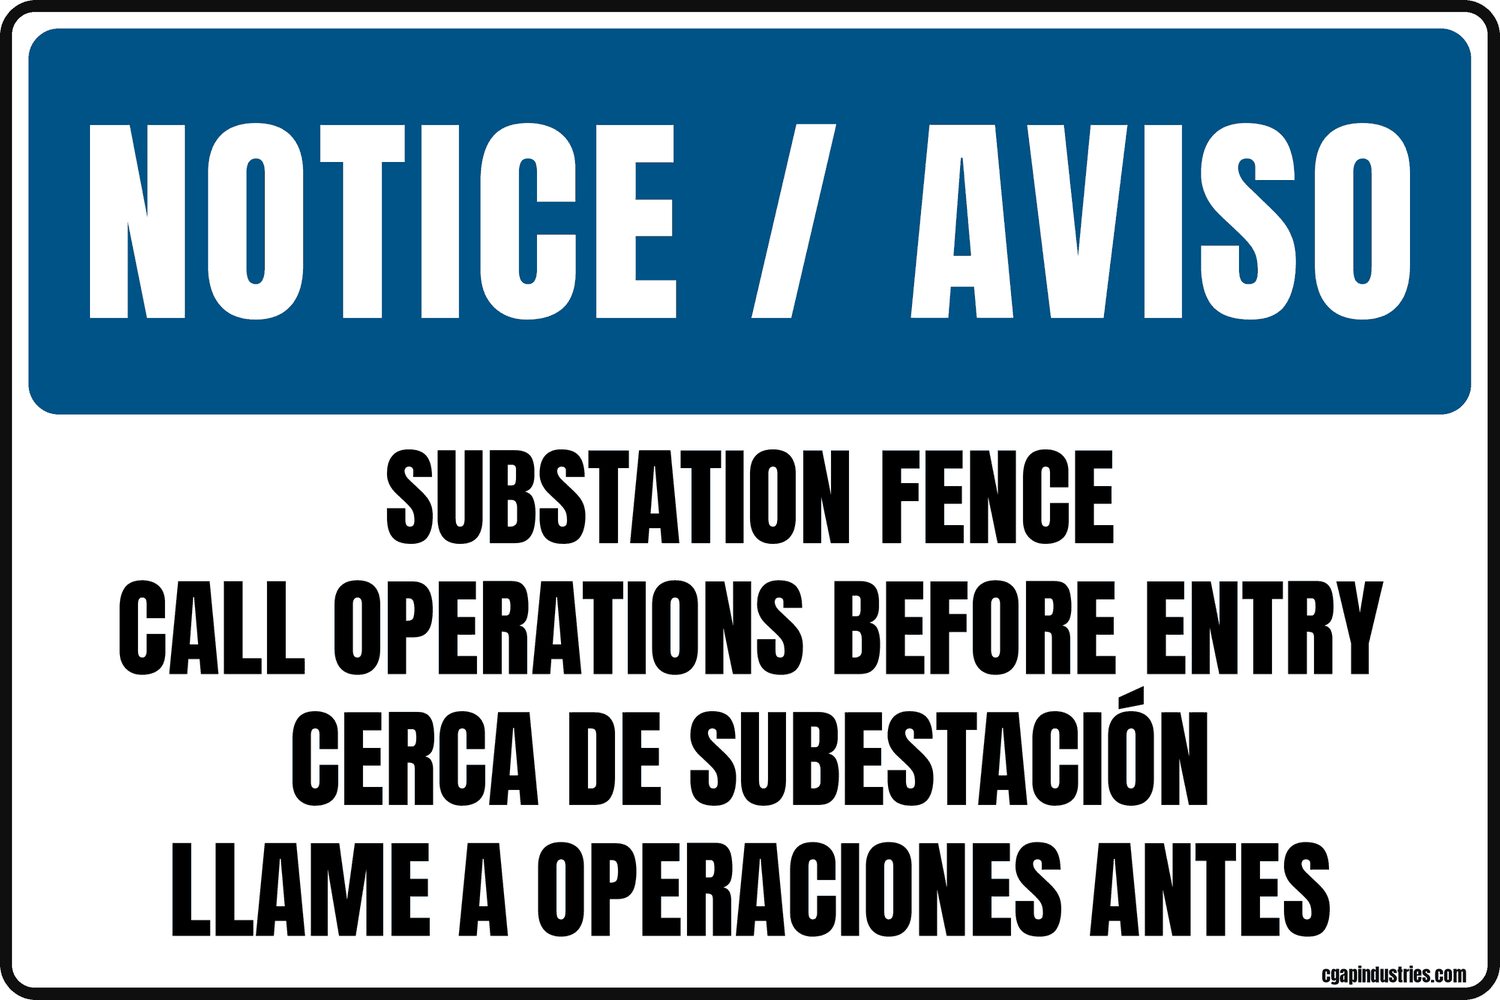 NOTICE / AVISO
SUBSTATION FENCE
CALL OPERATIONS BEFORE ENTRY
CERCA DE SUBESTACIÓN
LLAME A OPERACIONES ANTES
cgapindustries.com